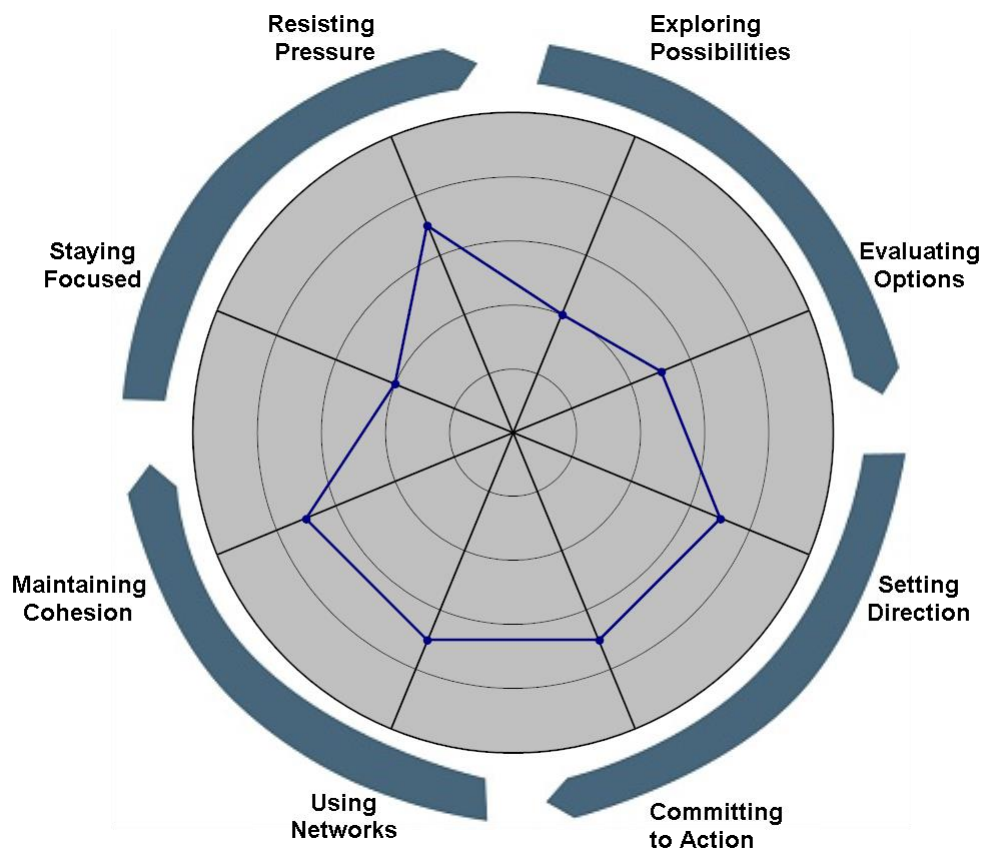 Resisting
Pressure
Exploring
Possibilities
Staying
Focused
Evaluating
Options
Maintaining
Cohesion
Setting
Direction
Using
Networks
Committing
to Action